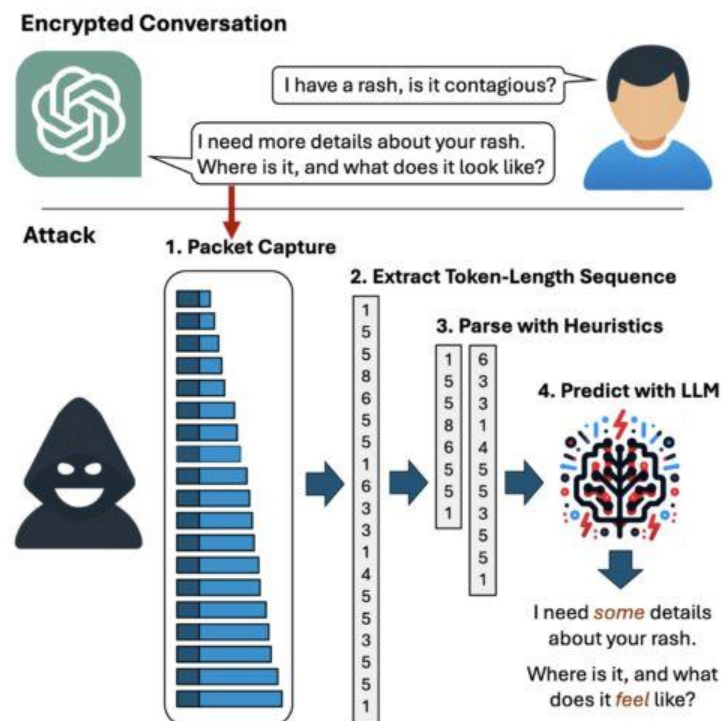 Encrypted Conversation
I have a rash, is it contagious?
I need more details about your rash.
Where is it, and what does it look like?
Attack
1. Packet Capture
2. Extract Token-Length Sequence
1
5
5
8
6
5
5
1
6
3
3
1
4
5
5
3
5
5
1
3. Parse with Heuristics
1
5
5
8
6
5
5
1
6
3
3
1
4
5
5
3
5
5
1
4. Predict with LLM
I need some details
about your rash.
Where is it, and what
does it feel like?